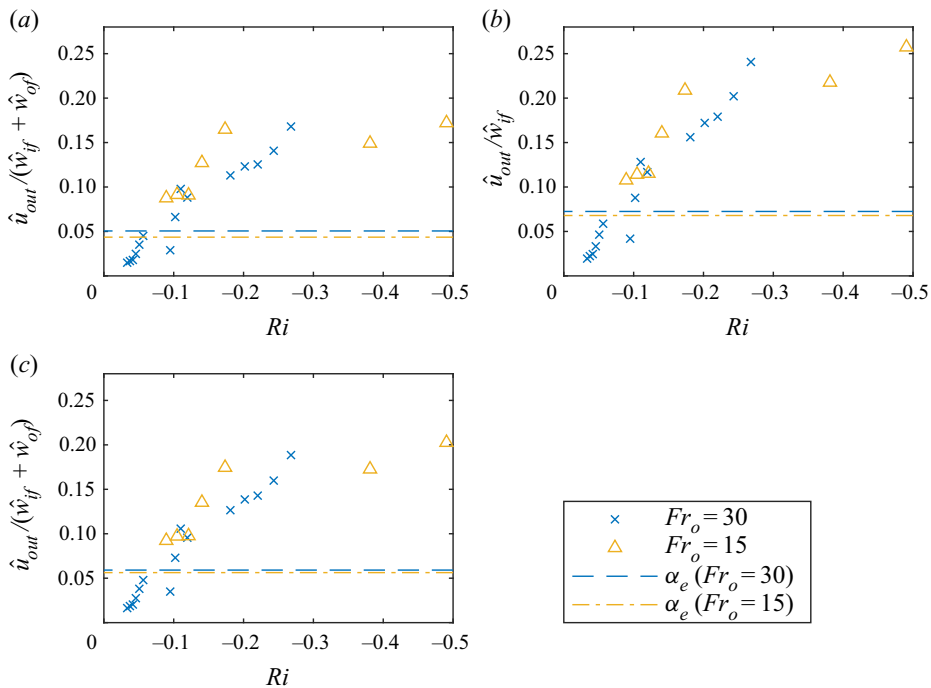 (a)
(b)
0.25
0.20
0.15
0.10
0.05
0
–0.1
–0.2
–0.3
–0.4
–0.5
Ri
û_out/(ŵ_if + ŵ_of)
0.25
0.20
0.15
0.10
0.05
0
–0.1
–0.2
–0.3
–0.4
–0.5
Ri
û_out/ŵ_if
(c)
0.25
0.20
0.15
0.10
0.05
0
–0.1
–0.2
–0.3
–0.4
–0.5
Ri
û_out/(ŵ_if + ŵ_of)
Fr_o = 30
Fr_o = 15
α_e (Fr_o = 30)
α_e (Fr_o = 15)